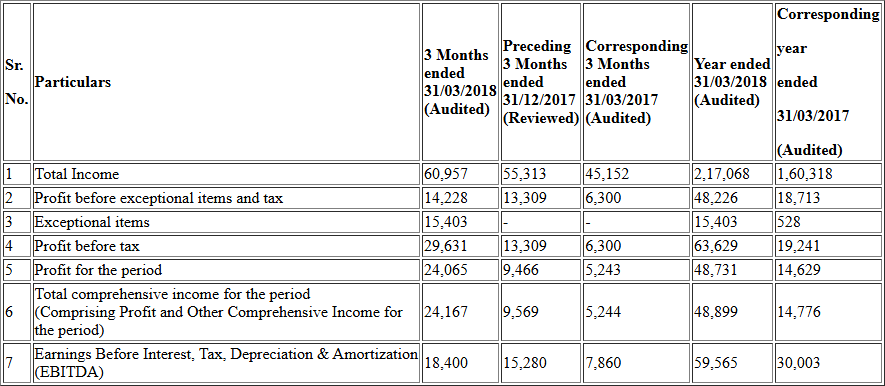 Sr. No.
Particulars
3 Months
ended
31/03/2018
(Audited)
Preceding
3 Months
ended
31/12/2017
(Reviewed)
Corresponding
3 Months
ended
31/03/2017
(Audited)
Year ended
31/03/2018
(Audited)
Corresponding
year
ended
31/03/2017
(Audited)
1 Total Income 60,957 55,313 45,152 2,17,068 1,60,318
2 Profit before exceptional items and tax 14,228 13,309 6,300 48,226 18,713
3 Exceptional items 15,403 - - 15,403 528
4 Profit before tax 29,631 13,309 6,300 63,629 19,241
5 Profit for the period 24,065 9,466 5,243 48,731 14,629
6 Total comprehensive income for the period
(Comprising Profit and Other Comprehensive Income for
the period) 24,167 9,569 5,244 48,899 14,776
7 Earnings Before Interest, Tax, Depreciation & Amortization
(EBITDA) 18,400 15,280 7,860 59,565 30,003